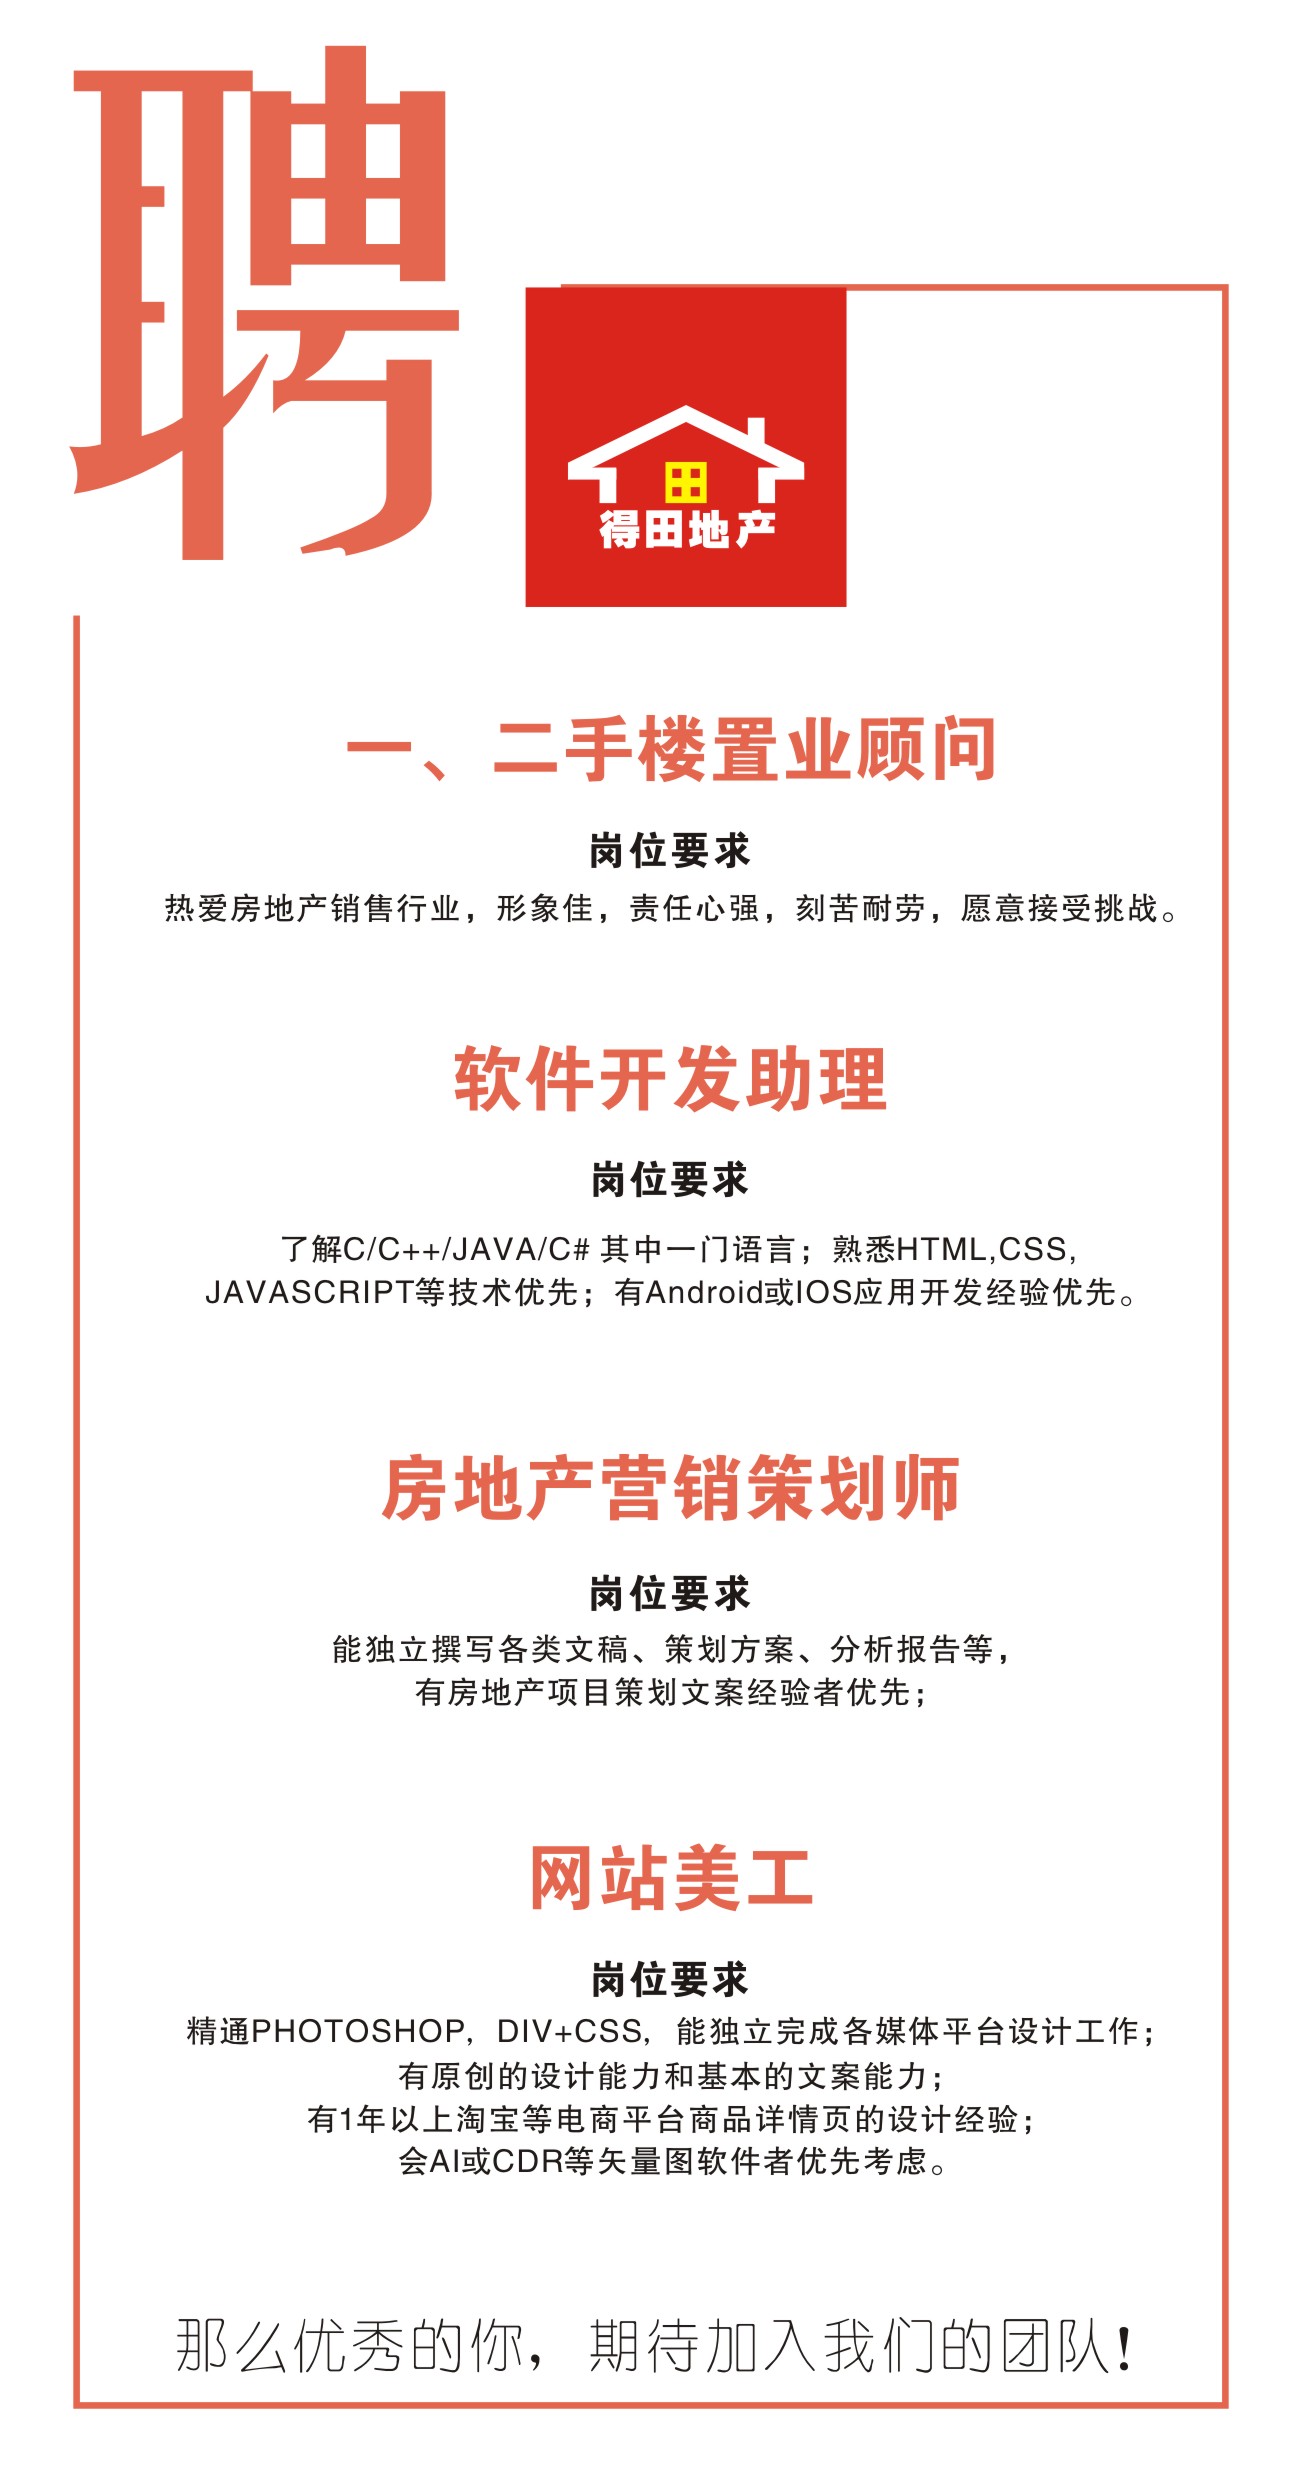 聘
得田地产
一、二手楼置业顾问
岗位要求
热爱房地产销售行业，形象佳，责任心强，刻苦耐劳，愿意接受挑战。
软件开发助理
岗位要求
了解C/C++/JAVA/C# 其中一门语言；熟悉HTML,CSS,
JAVASCRIPT等技术优先；有Android或IOS应用开发经验优先。
房地产营销策划师
岗位要求
能独立撰写各类文稿、策划方案、分析报告等，
有房地产项目策划文案经验者优先；
网站美工
岗位要求
精通PHOTOSHOP，DIV+CSS，能独立完成各媒体平台设计工作；
有原创的设计能力和基本的文案能力；
有1年以上淘宝等电商平台商品详情页的设计经验；
会AI或CDR等矢量图软件者优先考虑。
那么优秀的你，期待加入我们的团队！